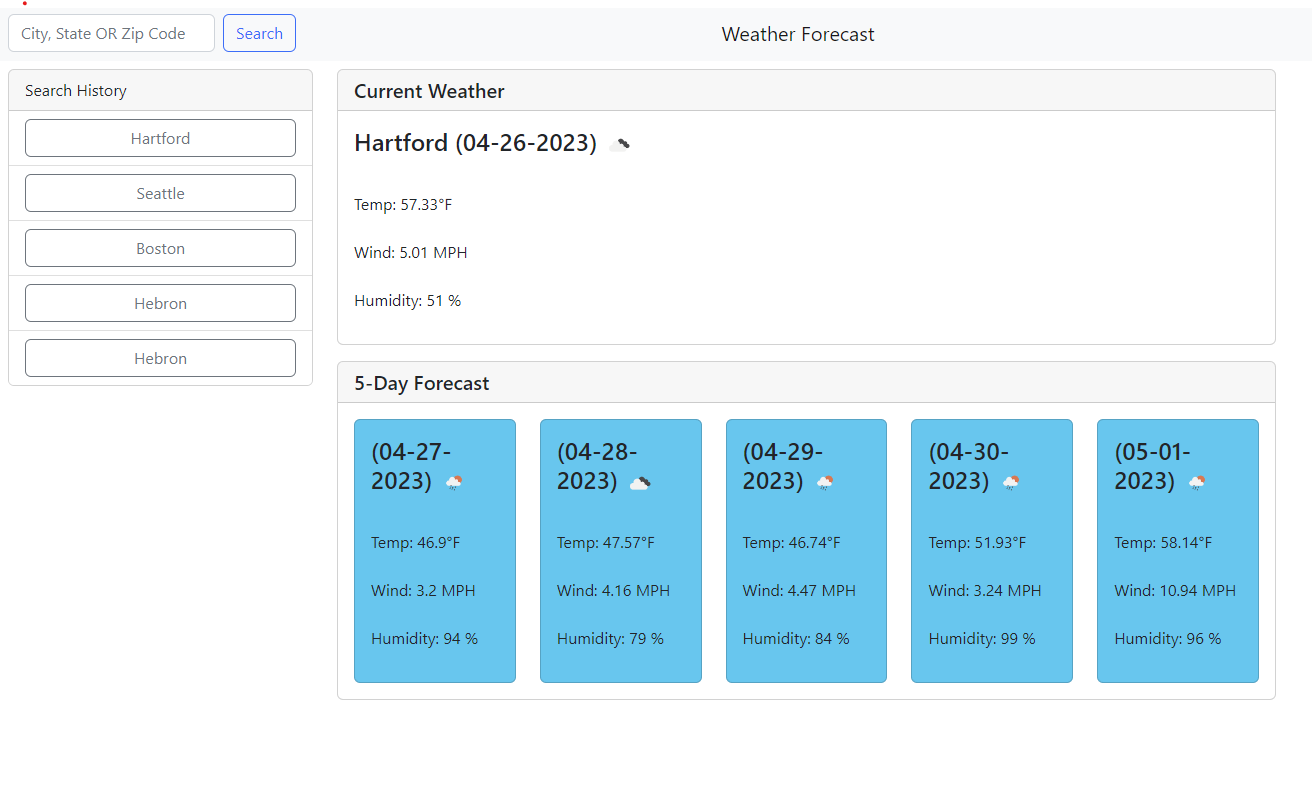 City, State OR Zip Code
Search
Weather Forecast
Search History
Hartford
Seattle
Boston
Hebron
Hebron
Current Weather
Hartford (04-26-2023)
Temp: 57.33°F
Wind: 5.01 MPH
Humidity: 51 %
5-Day Forecast
(04-27-
2023)
Temp: 46.9°F
Wind: 3.2 MPH
Humidity: 94 %
(04-28-
2023)
Temp: 47.57°F
Wind: 4.16 MPH
Humidity: 79 %
(04-29-
2023)
Temp: 46.74°F
Wind: 4.47 MPH
Humidity: 84 %
(04-30-
2023)
Temp: 51.93°F
Wind: 3.24 MPH
Humidity: 99 %
(05-01-
2023)
Temp: 58.14°F
Wind: 10.94 MPH
Humidity: 96 %